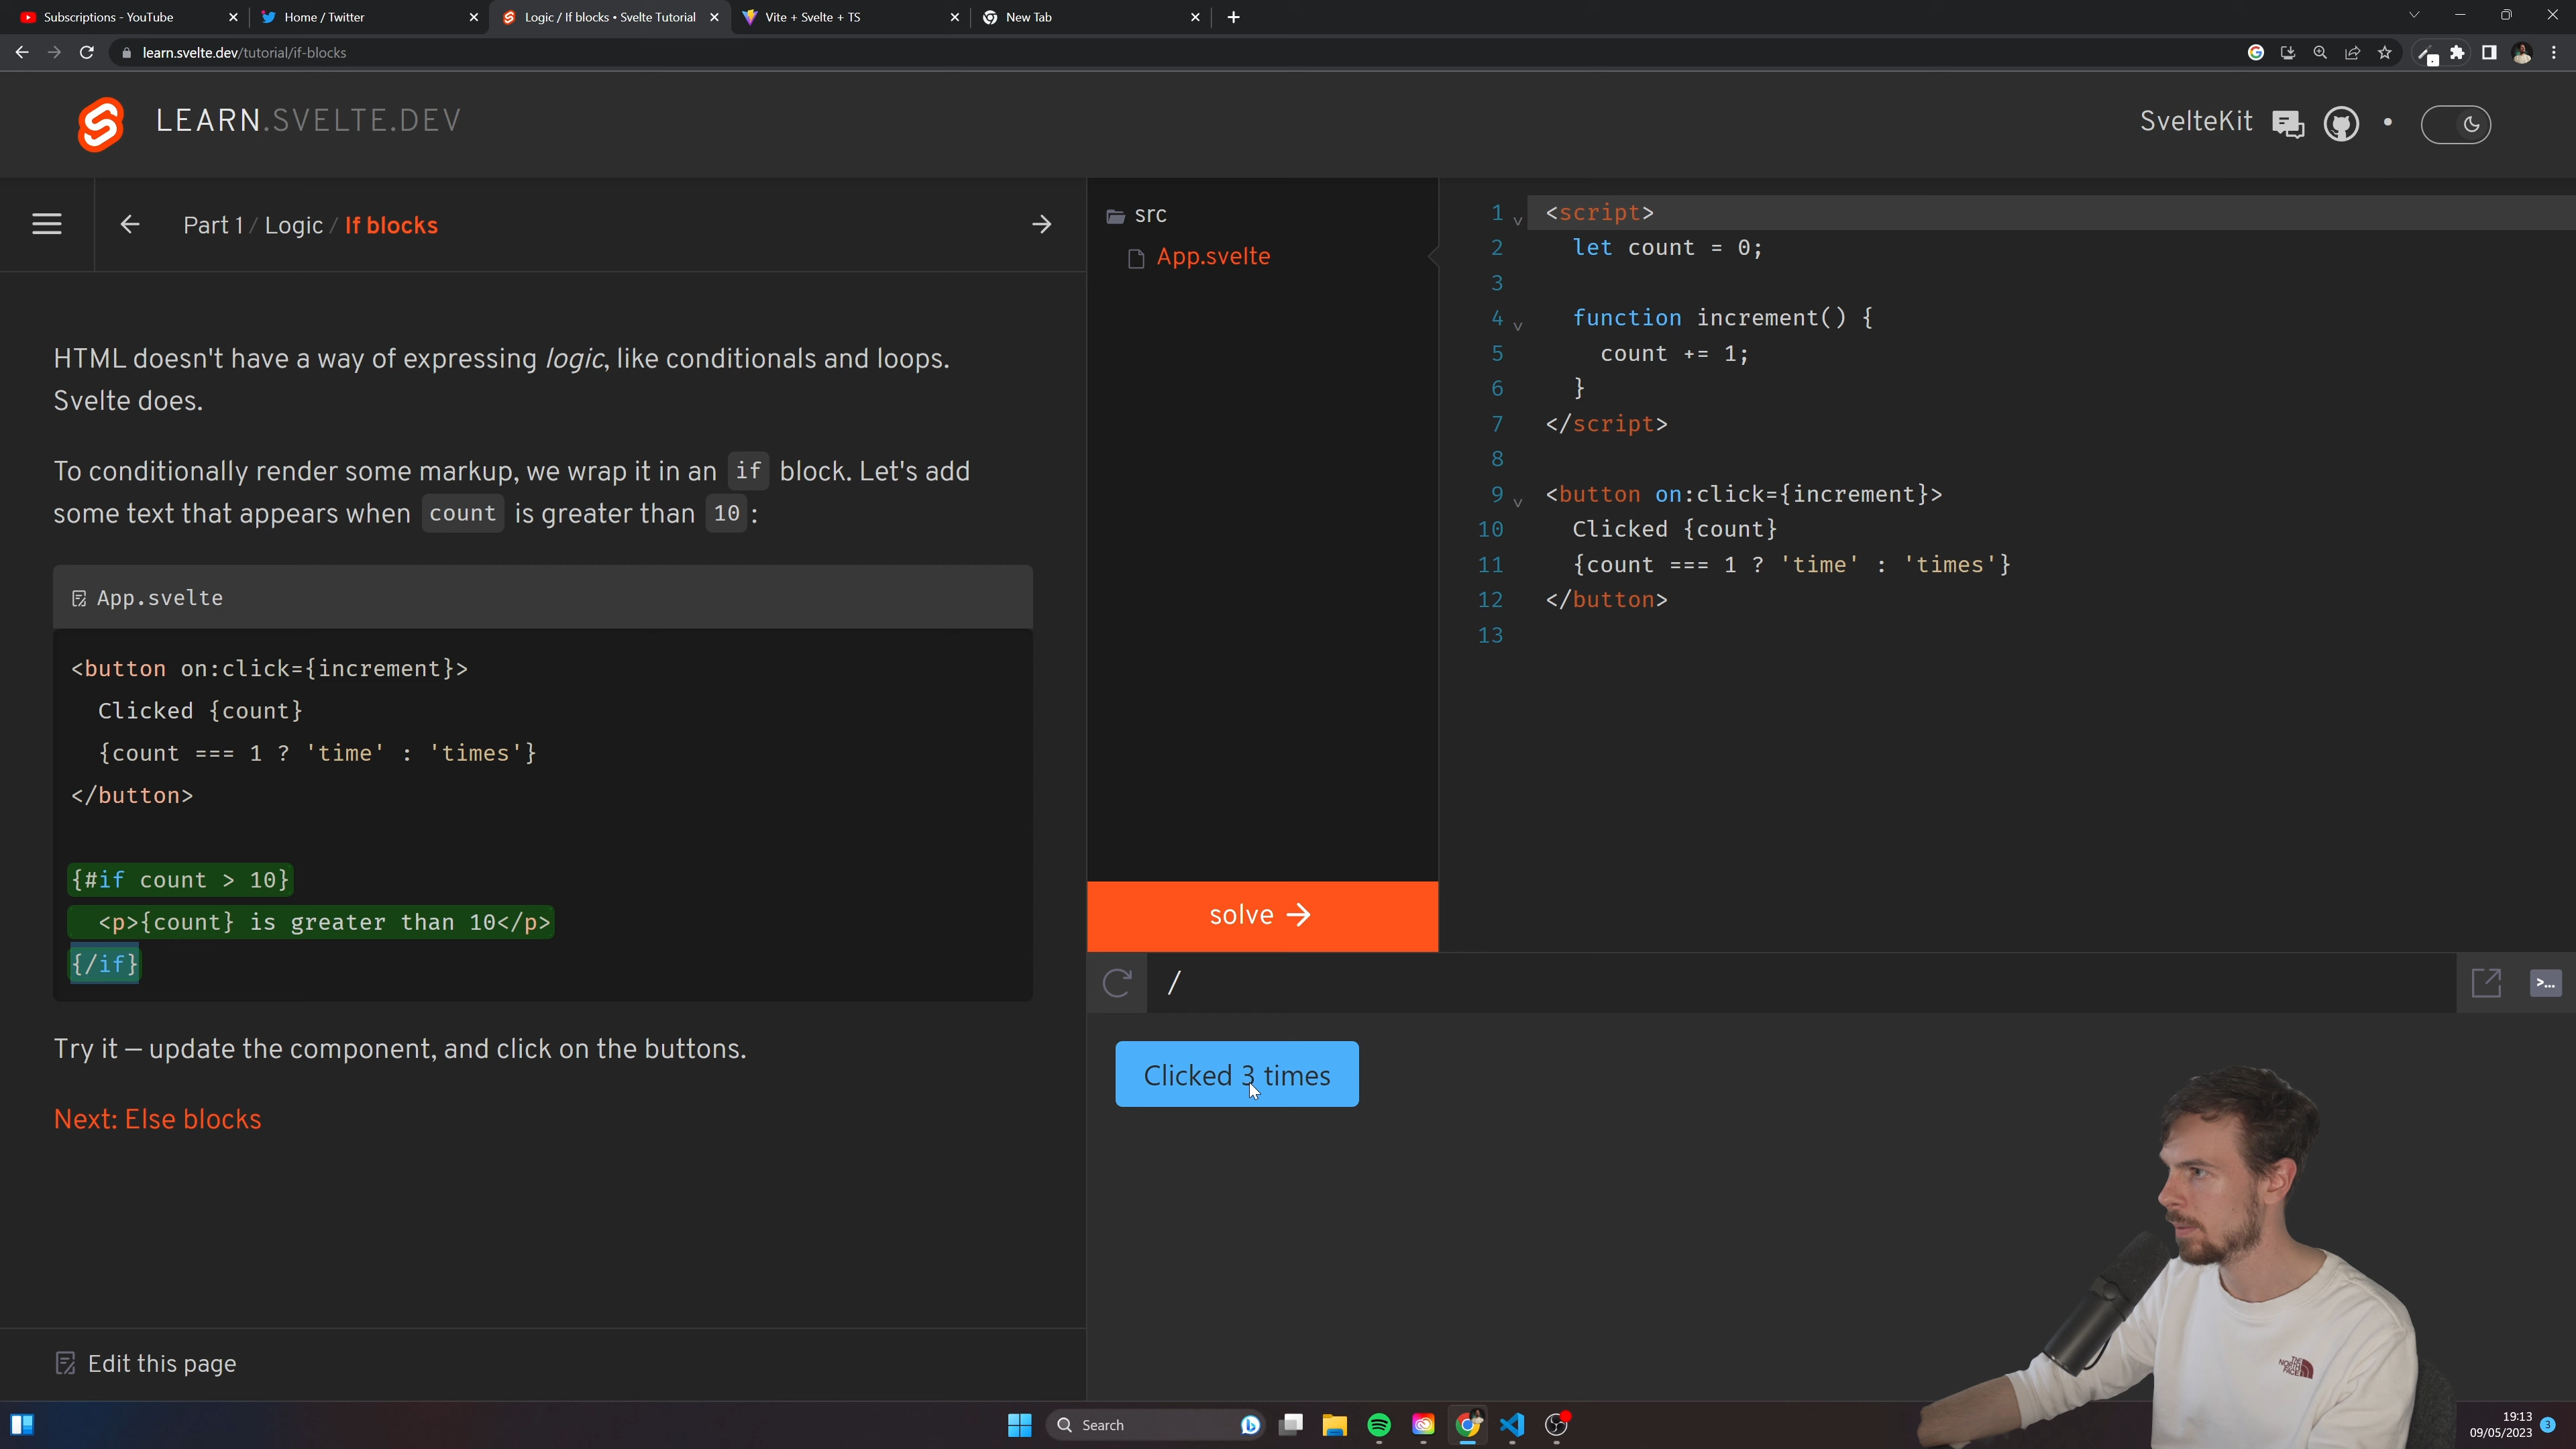 Subscriptions - YouTube
Home / Twitter
Logic / If blocks • Svelte Tutorial
Vite + Svelte + TS
New Tab
learn.svelte.dev/tutorial/if-blocks
LEARN.SVELTE.DEV
SvelteKit
Part 1 / Logic / If blocks
HTML doesn't have a way of expressing logic, like conditionals and loops.
Svelte does.
To conditionally render some markup, we wrap it in an if block. Let's add
some text that appears when count is greater than 10 :
App.svelte
<button on:click={increment}>
Clicked {count}
{count === 1 ? 'time' : 'times'}
</button>
{#if count > 10}
<p>{count} is greater than 10</p>
{/if}
Try it — update the component, and click on the buttons.
Next: Else blocks
Edit this page
src
App.svelte
solve →
1 <script>
2 let count = 0;
3
4 function increment() {
5 count += 1;
6 }
7 </script>
8
9 <button on:click={increment}>
10 Clicked {count}
11 {count === 1 ? 'time' : 'times'}
12 </button>
13
/
>...
Clicked 3 times
THE NORTH FACE
Search
19:13
09/05/2023
3